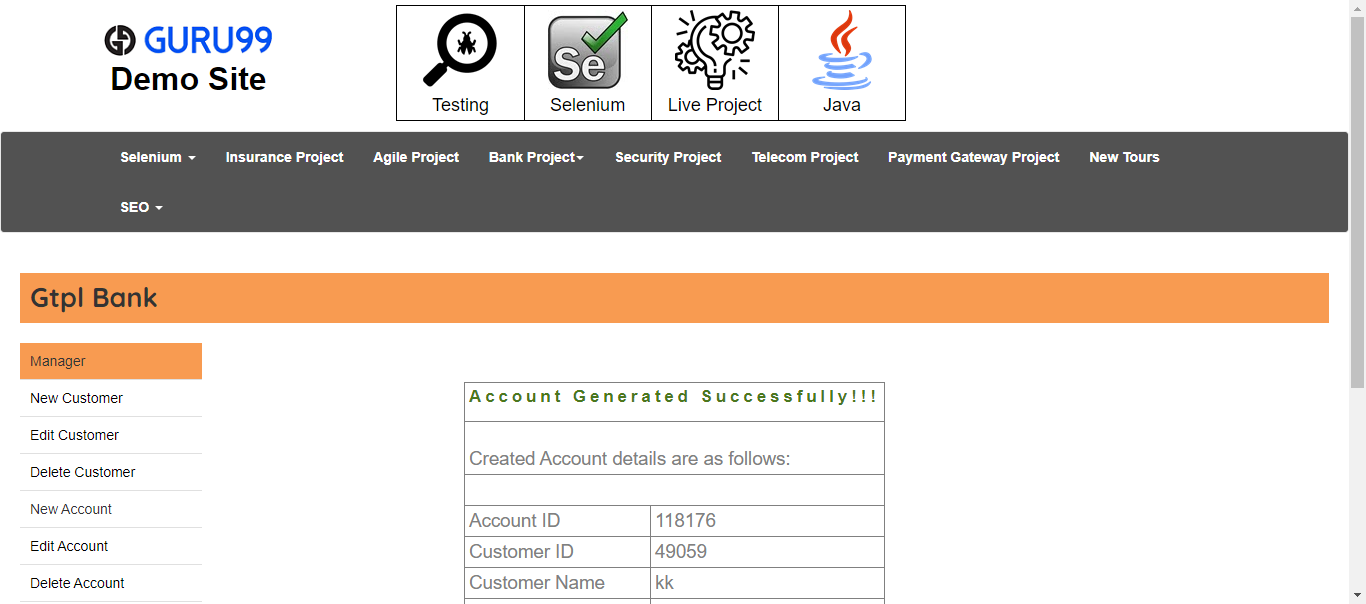 GURU99
Demo Site
Testing
Selenium
Live Project
Java
Selenium
Insurance Project
Agile Project
Bank Project
Security Project
Telecom Project
Payment Gateway Project
New Tours
SEO
Gtpl Bank
Manager
New Customer
Edit Customer
Delete Customer
New Account
Edit Account
Delete Account
Account Generated Successfully!!!
Created Account details are as follows:
Account ID 118176
Customer ID 49059
Customer Name kk